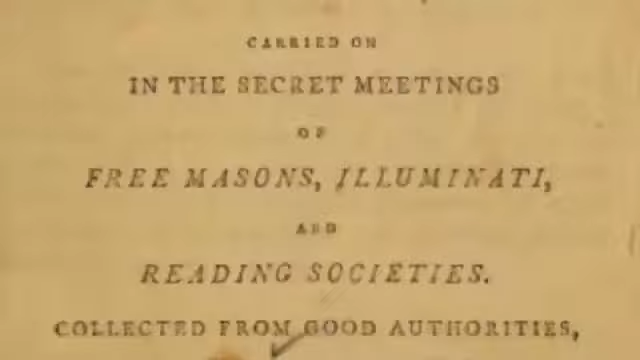 CARRIED ON
IN THE SECRET MEETINGS
OF
FREE MASONS, ILLUMINATI,
AND
READING SOCIETIES.
COLLECTED FROM GOOD AUTHORITIES,